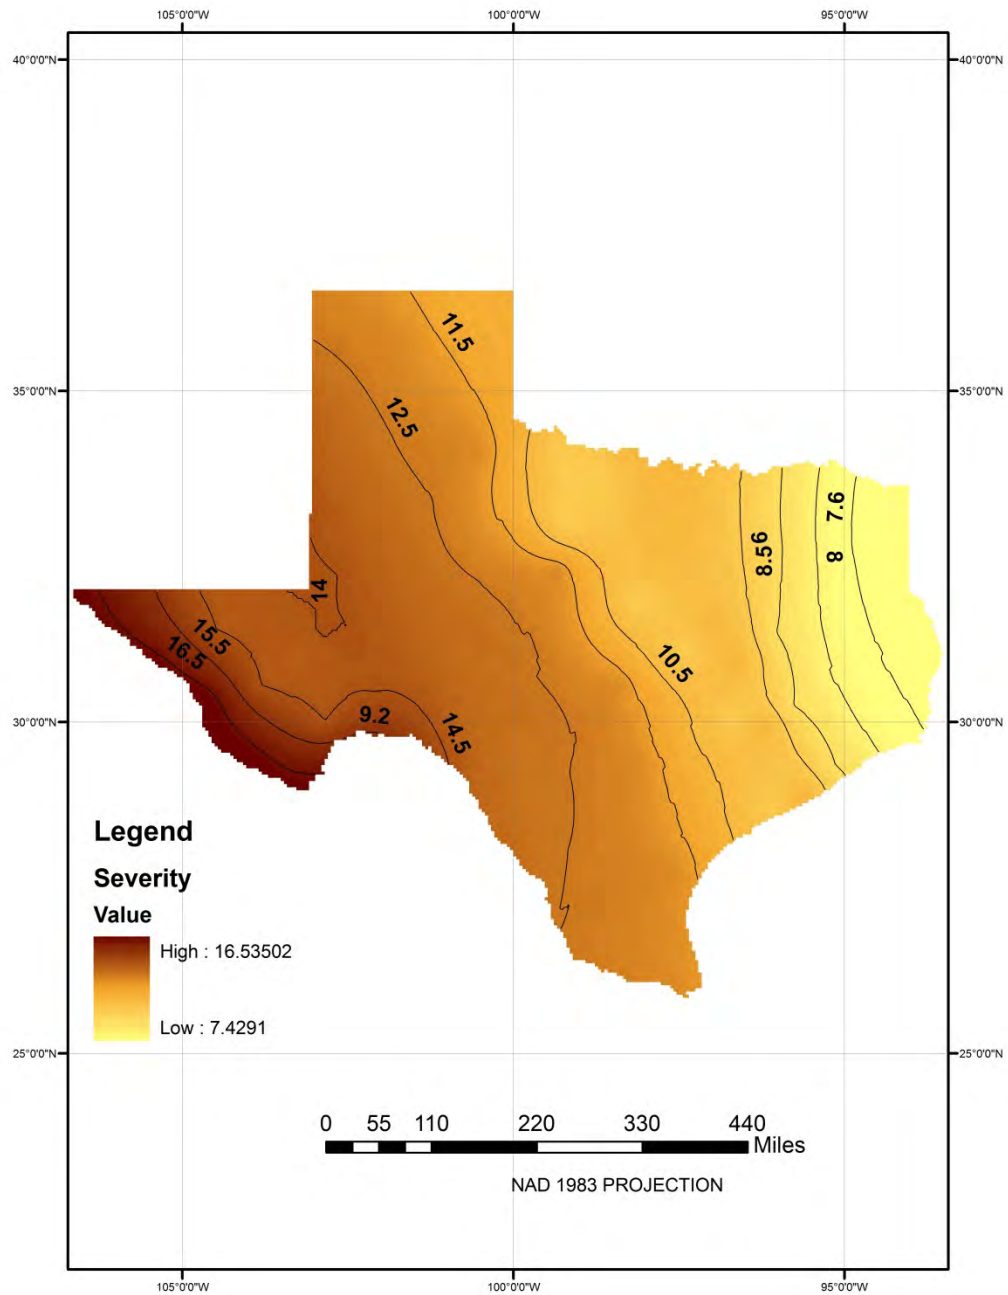 105°0'0"W 100°0'0"W 95°0'0"W
40°0'0"N 40°0'0"N
11.5
35°0'0"N 35°0'0"N
12.5
7.6
8.56 8
14
15.5
16.5 10.5
30°0'0"N 9.2 14.5 30°0'0"N
Legend
Severity
Value
High : 16.53502
Low : 7.4291
25°0'0"N 25°0'0"N
0 55 110 220 330 440
Miles
NAD 1983 PROJECTION
105°0'0"W 100°0'0"W 95°0'0"W